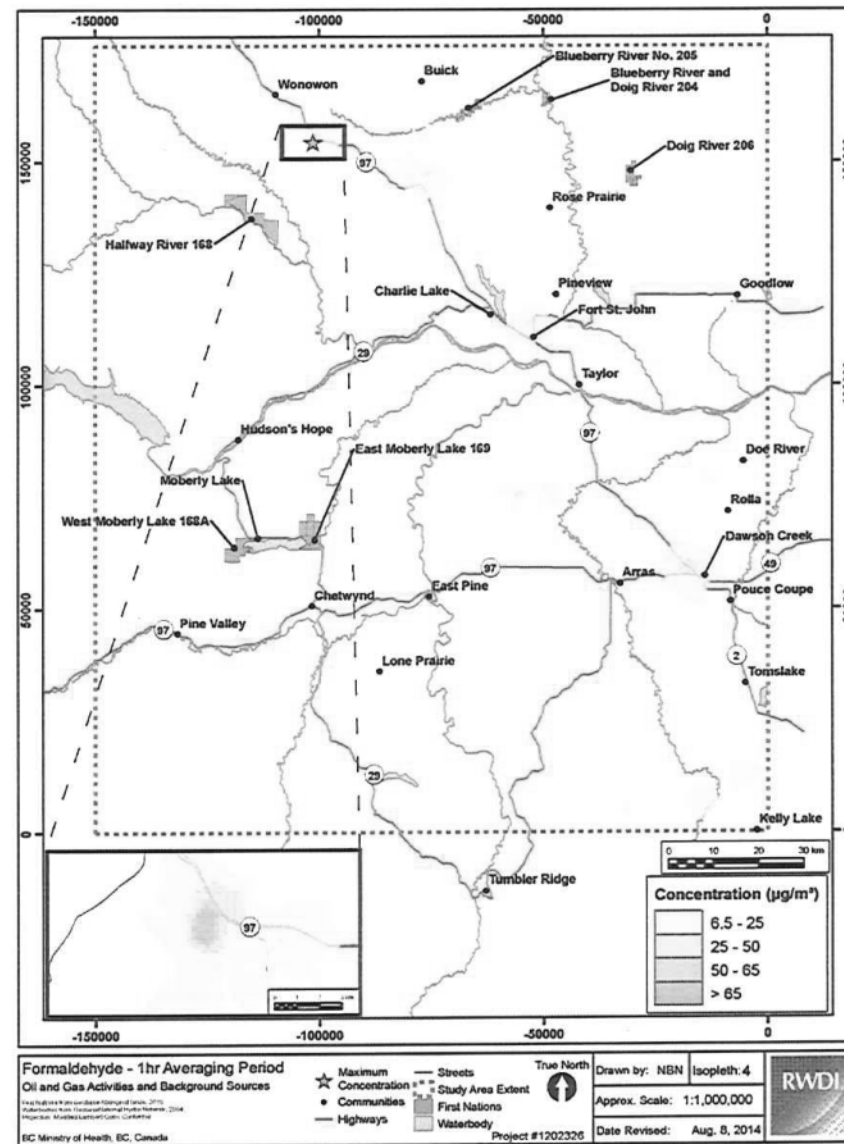 -150000 -100000 -50000 0
Blueberry River No. 205
Buick
Blueberry River and
Doig River 204
Wonowon
150000
97
Doig River 206
Rose Prairie
Halfway River 168
Pineview
Goodlow
Charlie Lake
Fort St. John
29
100000
Taylor
Hudson's Hope
97
East Moberly Lake 169
Doe River
Moberly Lake
Rolla
West Moberly Lake 168A
Dawson Creek
97
49
Arras
East Pine
Chetwynd
Pouce Coupe
50000
97
Pine Valley
2
Lone Prairie
Tomslake
29
0
Kelly Lake
0 10 20 30 km
97
Tumbler Ridge
Concentration (µg/m³)
6.5 - 25
25 - 50
50 - 65
> 65
-150000 -100000 -50000 0
Formaldehyde - 1hr Averaging Period
Oil and Gas Activities and Background Sources
BC Ministry of Health, BC, Canada
Maximum
Concentration
Communities
Highways
Streets
Study Area Extent
First Nations
Waterbody
True North
Project #1202326
Drawn by: NBN Isopleth: 4
Approx. Scale: 1:1,000,000
Date Revised: Aug. 8, 2014
RWDI